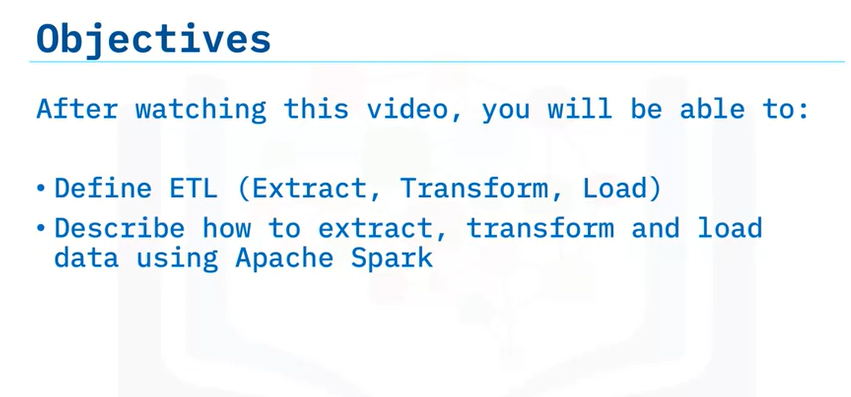 Objectives
After watching this video, you will be able to:
• Define ETL (Extract, Transform, Load)
• Describe how to extract, transform and load
data using Apache Spark